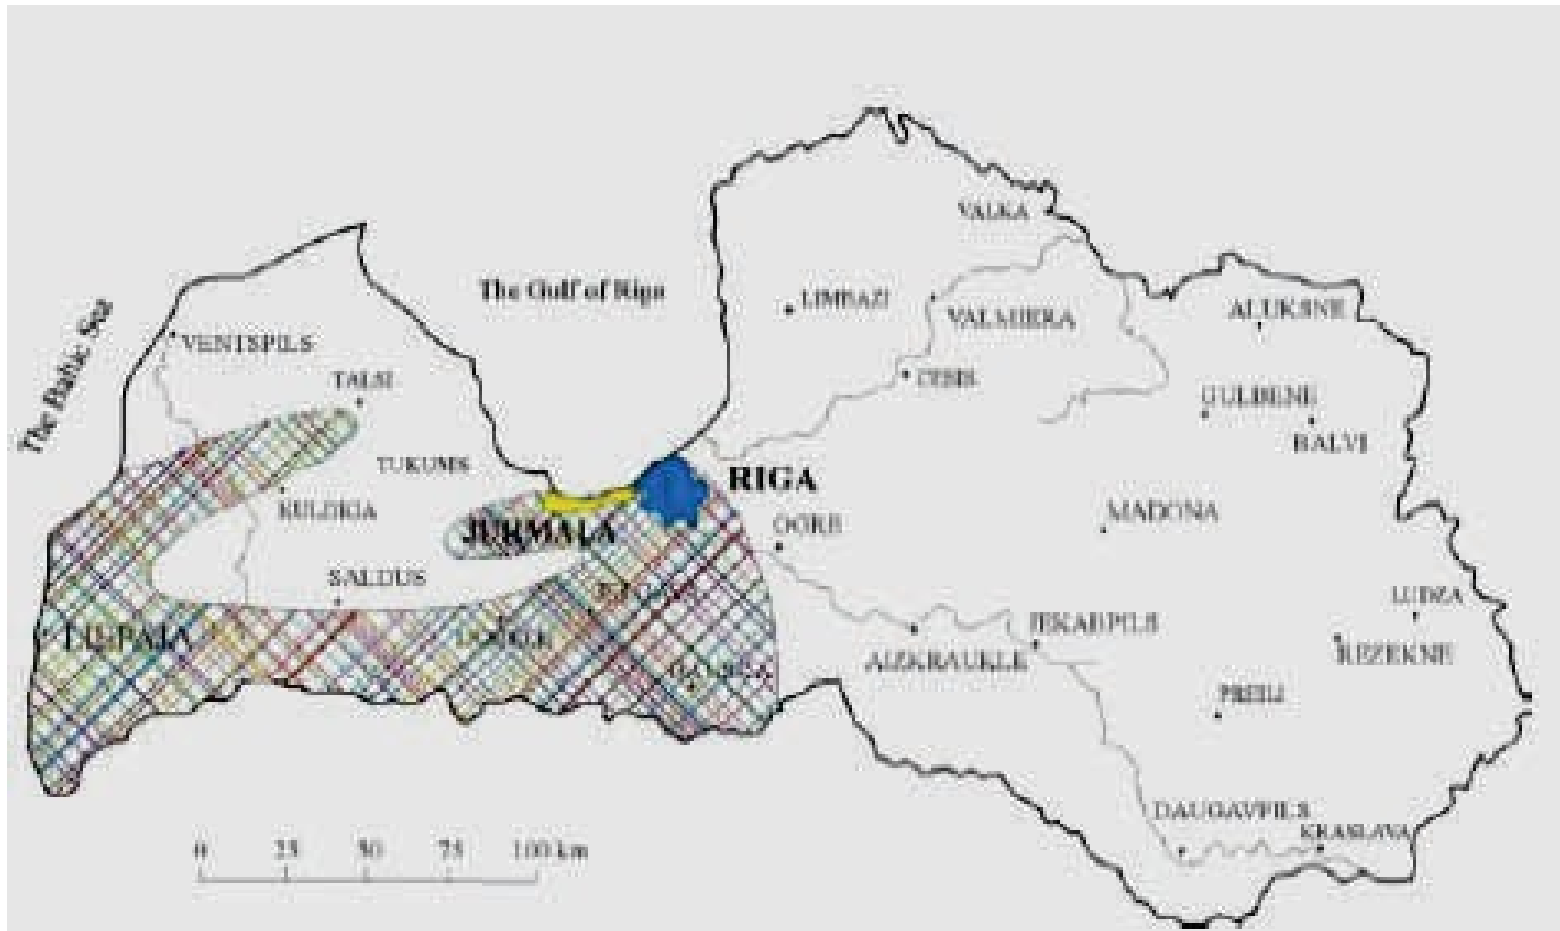 VALKA
The Gulf of Riga
LIMBAZI
VALMIERA
ALUKSNE
The Baltic Sea
VENTSPILS
TALSI
CESIS
GULBENE
BALVI
TUKUMS
RIGA
KULDIGA
JURMALA
OGRE
MADONA
SALDUS
LUDZA
LIEPAJA
JEKABPILS
AIZKRAUKLE
REZEKNE
PREILI
DAUGAVPILS
KRASLAVA
0 25 50 75 100 km